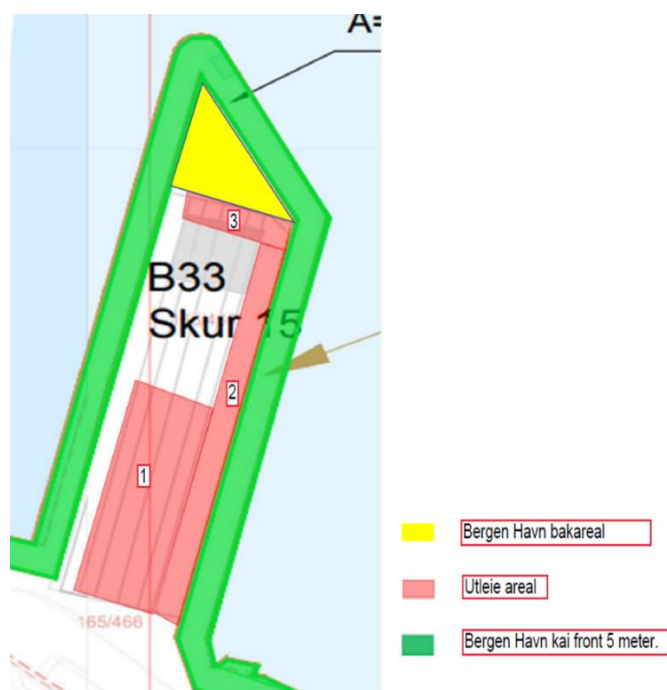 A=
3
B33
Skur 15
2
1
165/466
Bergen Havn bakareal
Utleie areal
Bergen Havn kai front 5 meter.